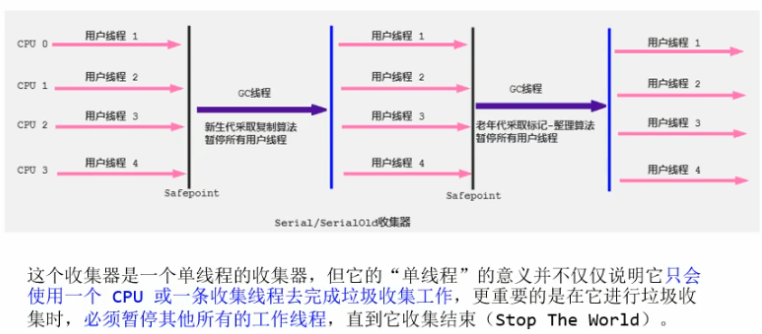 CPU 0 用户线程 1 用户线程 1 用户线程 1
CPU 1 用户线程 2 GC线程 用户线程 2 GC线程 用户线程 2
CPU 2 用户线程 3 新生代采取复制算法 用户线程 3 老年代采取标记-整理算法 用户线程 3
暂停所有用户线程 暂停所有用户线程
CPU 3 用户线程 4 用户线程 4 用户线程 4
Safepoint Safepoint
Serial/SerialOld收集器
这个收集器是一个单线程的收集器，但它的“单线程”的意义并不仅仅说明它只会
使用一个 CPU 或一条收集线程去完成垃圾收集工作，更重要的是在它进行垃圾收
集时，必须暂停其他所有的工作线程，直到它收集结束（Stop The World）。